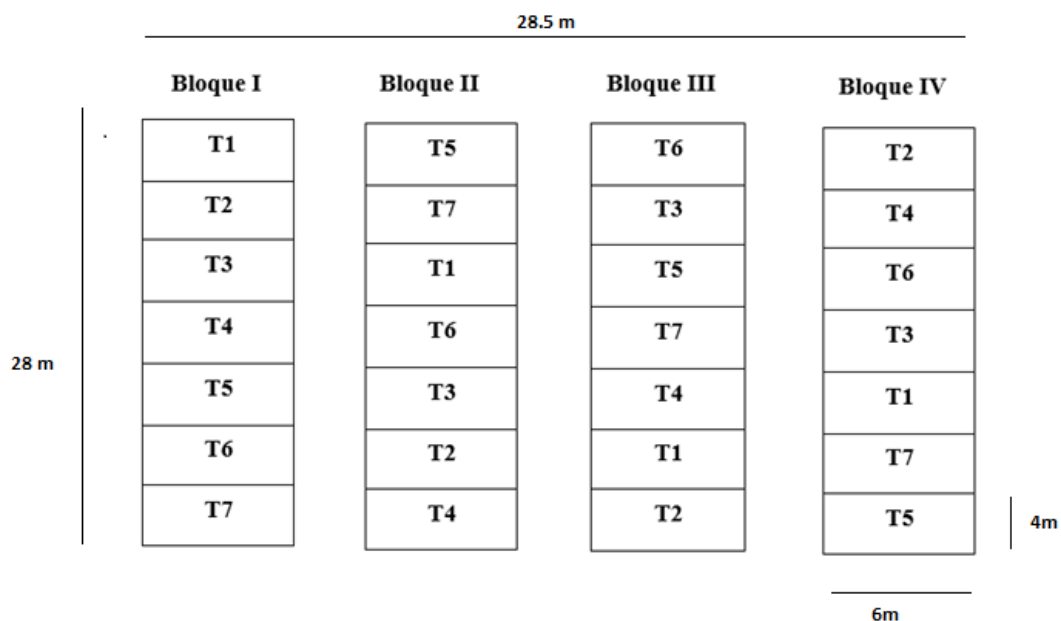 28.5 m
Bloque I Bloque II Bloque III Bloque IV
T1 T5 T6 T2
T2 T7 T3 T4
T3 T1 T5 T6
T4 T6 T7 T3
28 m
T5 T3 T4 T1
T6 T2 T1 T7
T7 T4 T2 T5
4m
6m